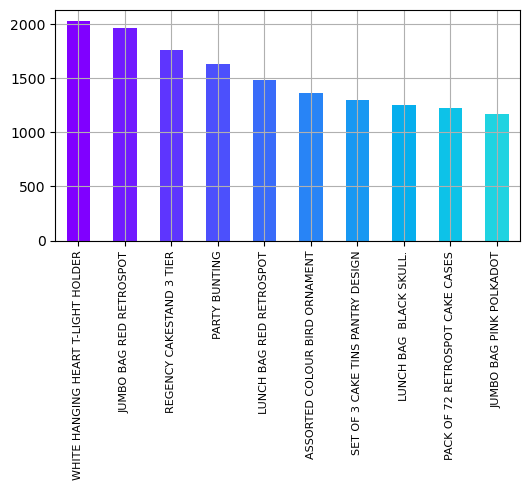 2000
1500
1000
500
0
WHITE HANGING HEART T-LIGHT HOLDER
JUMBO BAG RED RETROSPOT
REGENCY CAKESTAND 3 TIER
PARTY BUNTING
LUNCH BAG RED RETROSPOT
ASSORTED COLOUR BIRD ORNAMENT
SET OF 3 CAKE TINS PANTRY DESIGN
LUNCH BAG  BLACK SKULL.
PACK OF 72 RETROSPOT CAKE CASES
JUMBO BAG PINK POLKADOT